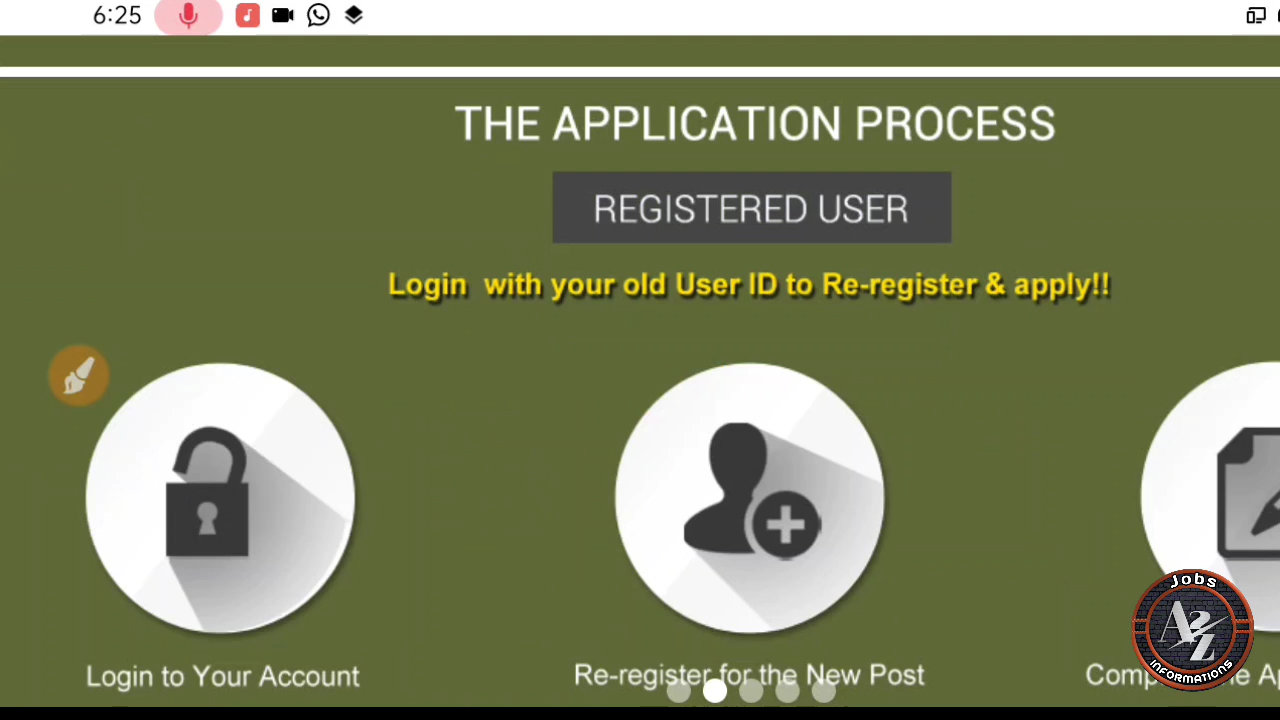 6:25
THE APPLICATION PROCESS
REGISTERED USER
Login with your old User ID to Re-register & apply!!
Login to Your Account
Re-register for the New Post
Jobs
A2Z
INFORMATIONS